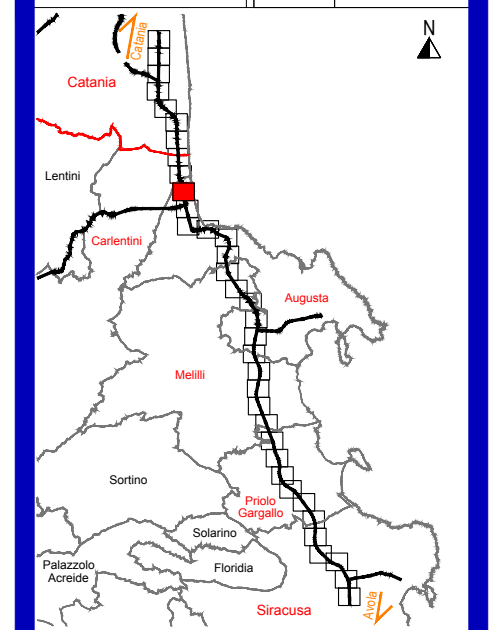 N
Catania
Catania
Lentini
Carlentini
Augusta
Melilli
Sortino
Priolo
Gargallo
Solarino
Palazzolo
Acreide
Floridia
Siracusa
Avola